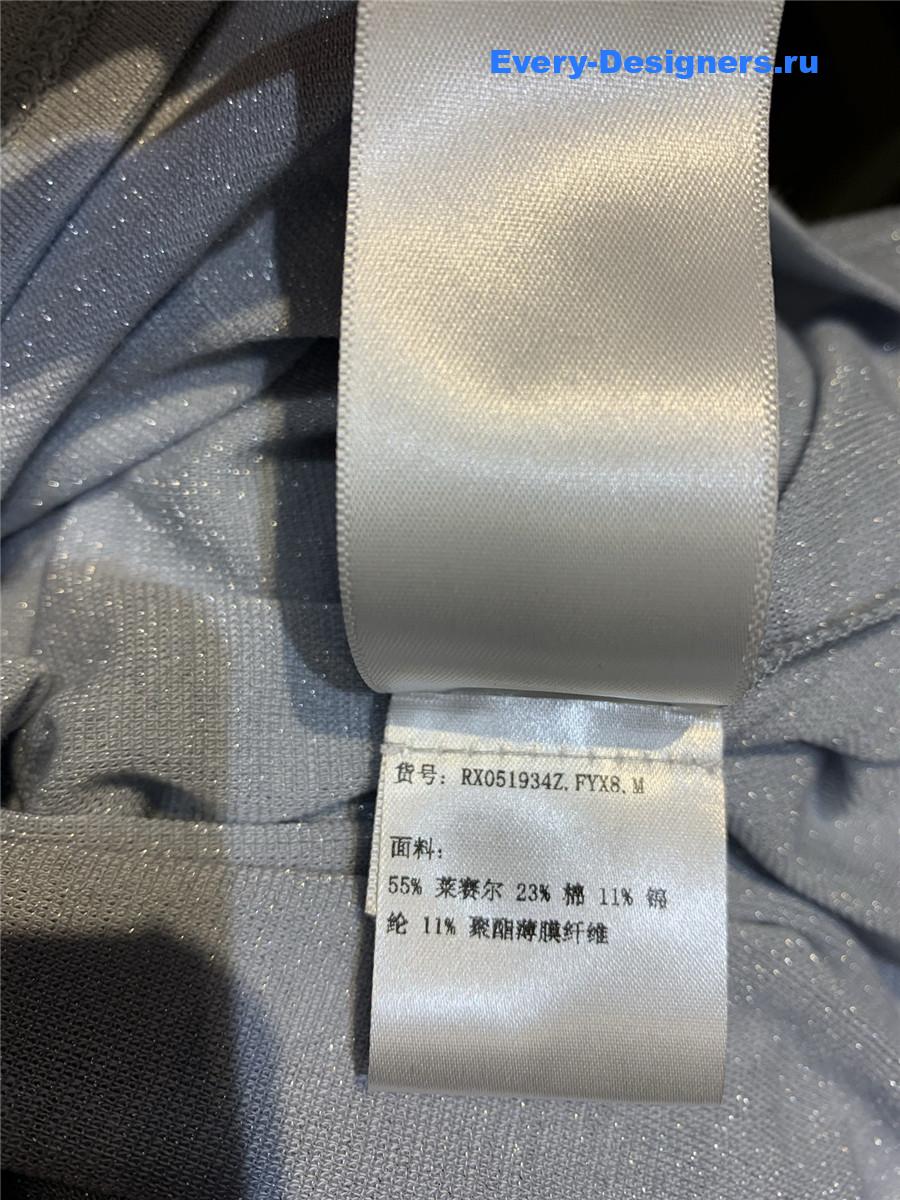 Every-Designers.ru
货号: RX051934Z.FYX8.M
面料:
55% 莱赛尔 23% 棉 11% 锦
纶 11% 聚酯薄膜纤维